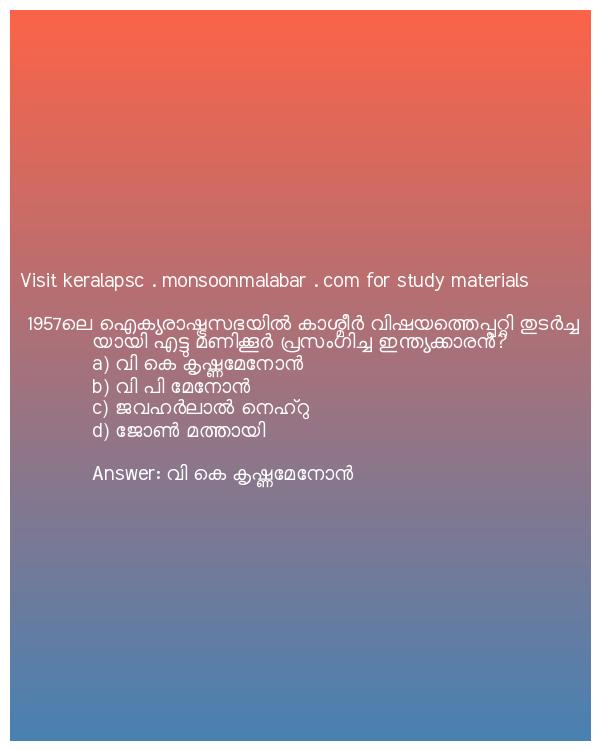 Visit keralapsc . monsoonmalabar . com for study materials
1957ലെ ഐക്യരാഷ്ട്രസഭയിൽ കാശ്മീർ വിഷയത്തെപ്പറ്റി തുടർച്ച
യായി എട്ടു മണിക്കൂർ പ്രസംഗിച്ച ഇന്ത്യക്കാരൻ?
a) വി കെ കൃഷ്ണമേനോൻ
b) വി പി മേനോൻ
c) ജവഹർലാൽ നെഹ്റു
d) ജോൺ മത്തായി
Answer: വി കെ കൃഷ്ണമേനോൻ